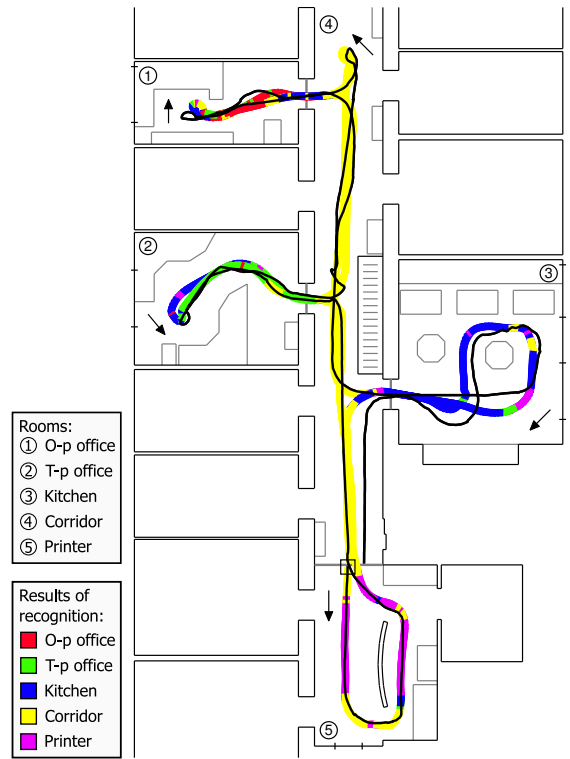 ④
①
②
③
Rooms:
① O-p office
② T-p office
③ Kitchen
④ Corridor
⑤ Printer
Results of
recognition:
O-p office
T-p office
Kitchen
Corridor
Printer
⑤